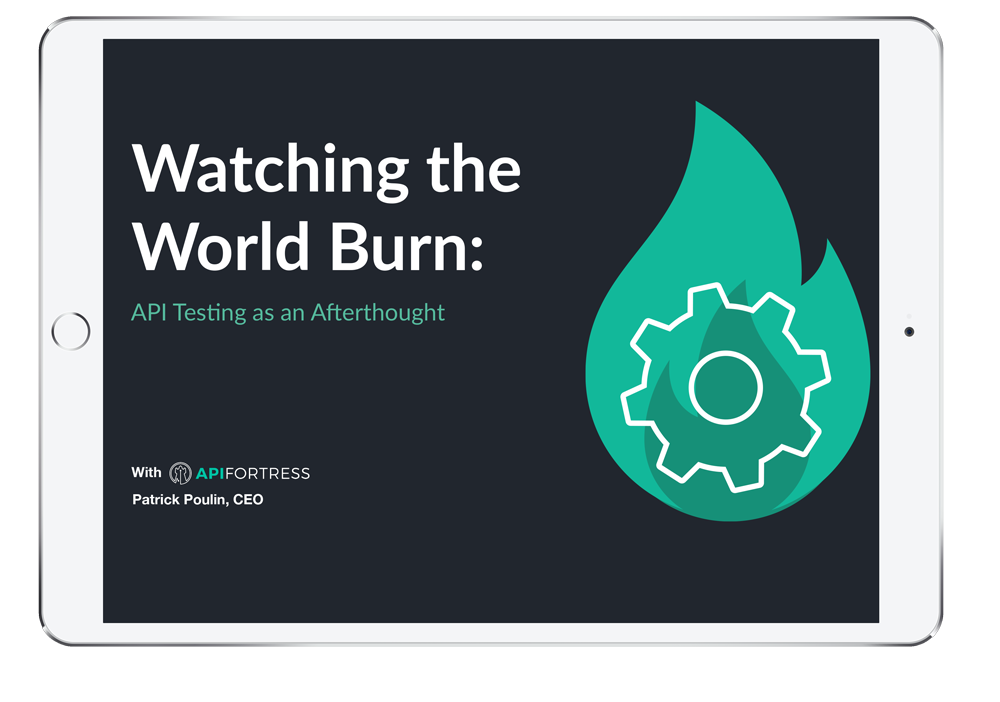 Watching the
World Burn:
API Testing as an Afterthought
With APIFORTRESS
Patrick Poulin, CEO